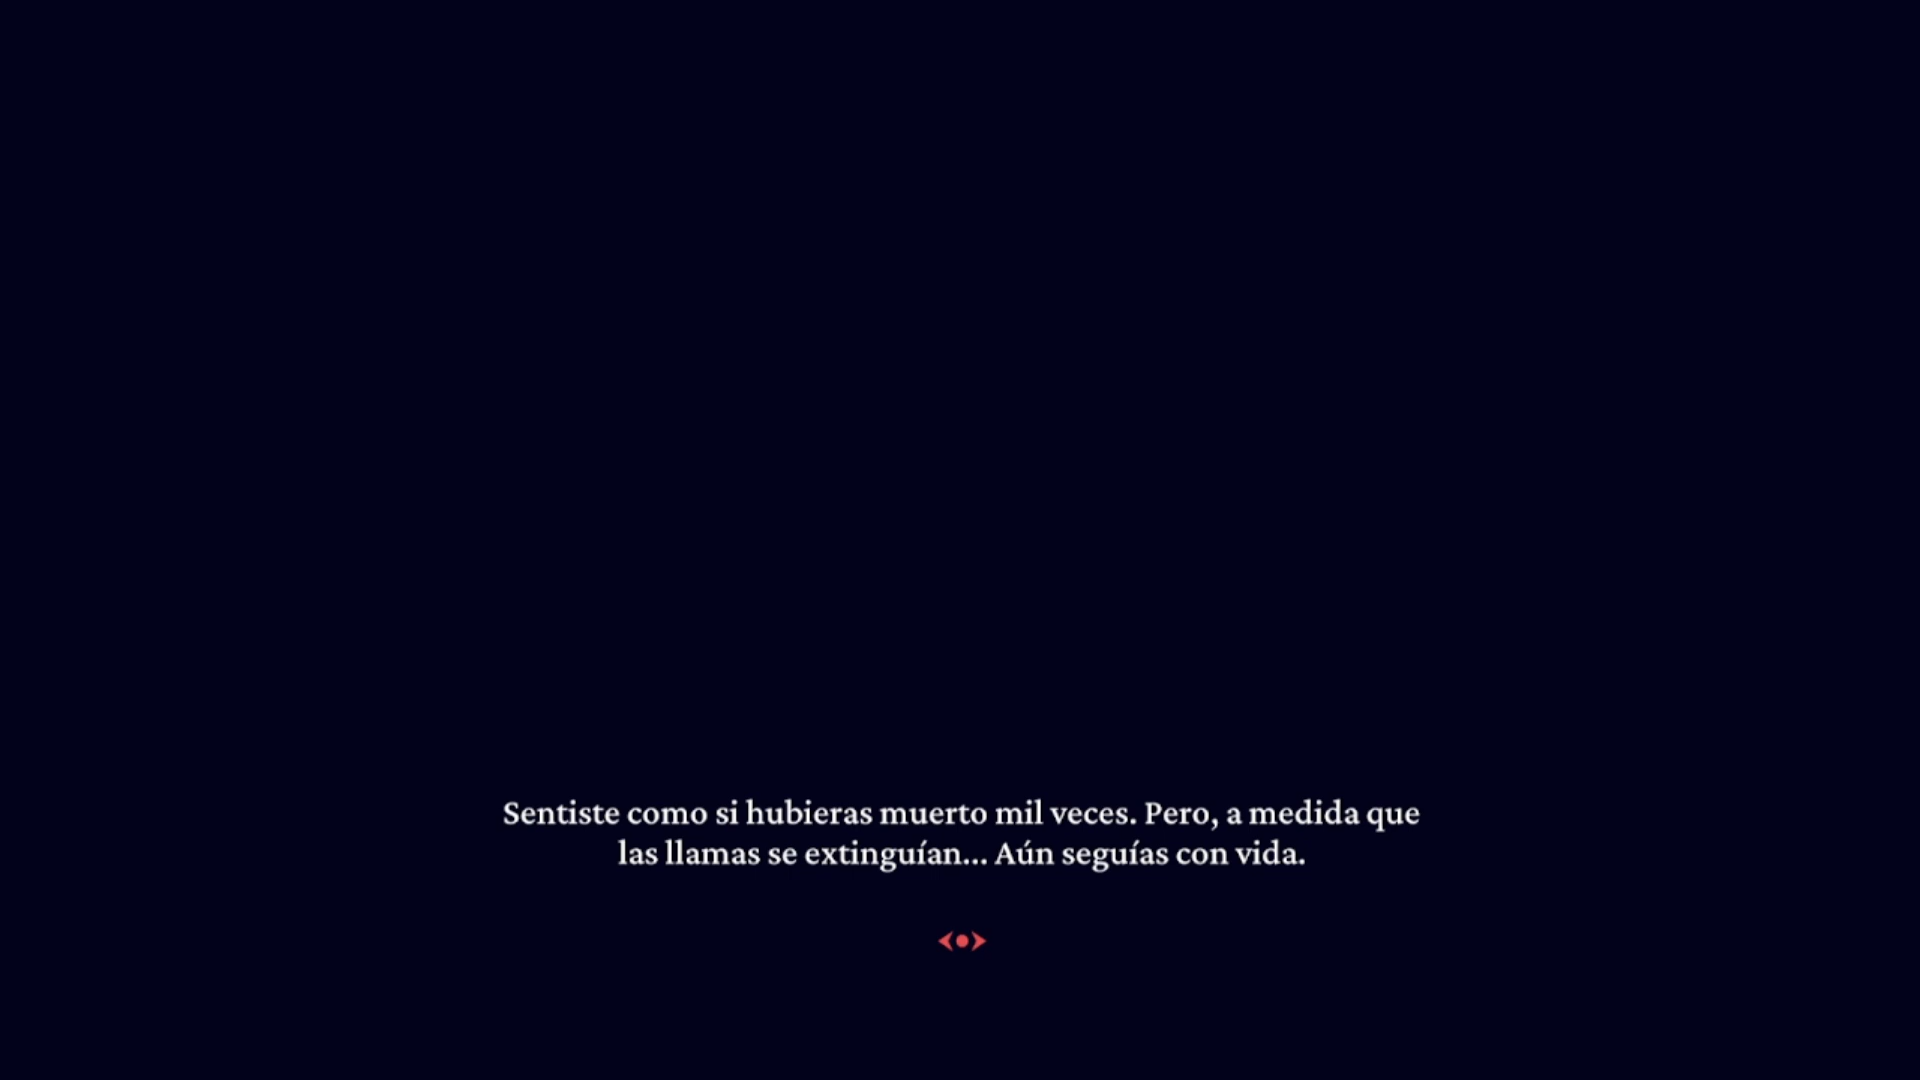 Sentiste como si hubieras muerto mil veces. Pero, a medida que
las llamas se extinguían... Aún seguías con vida.